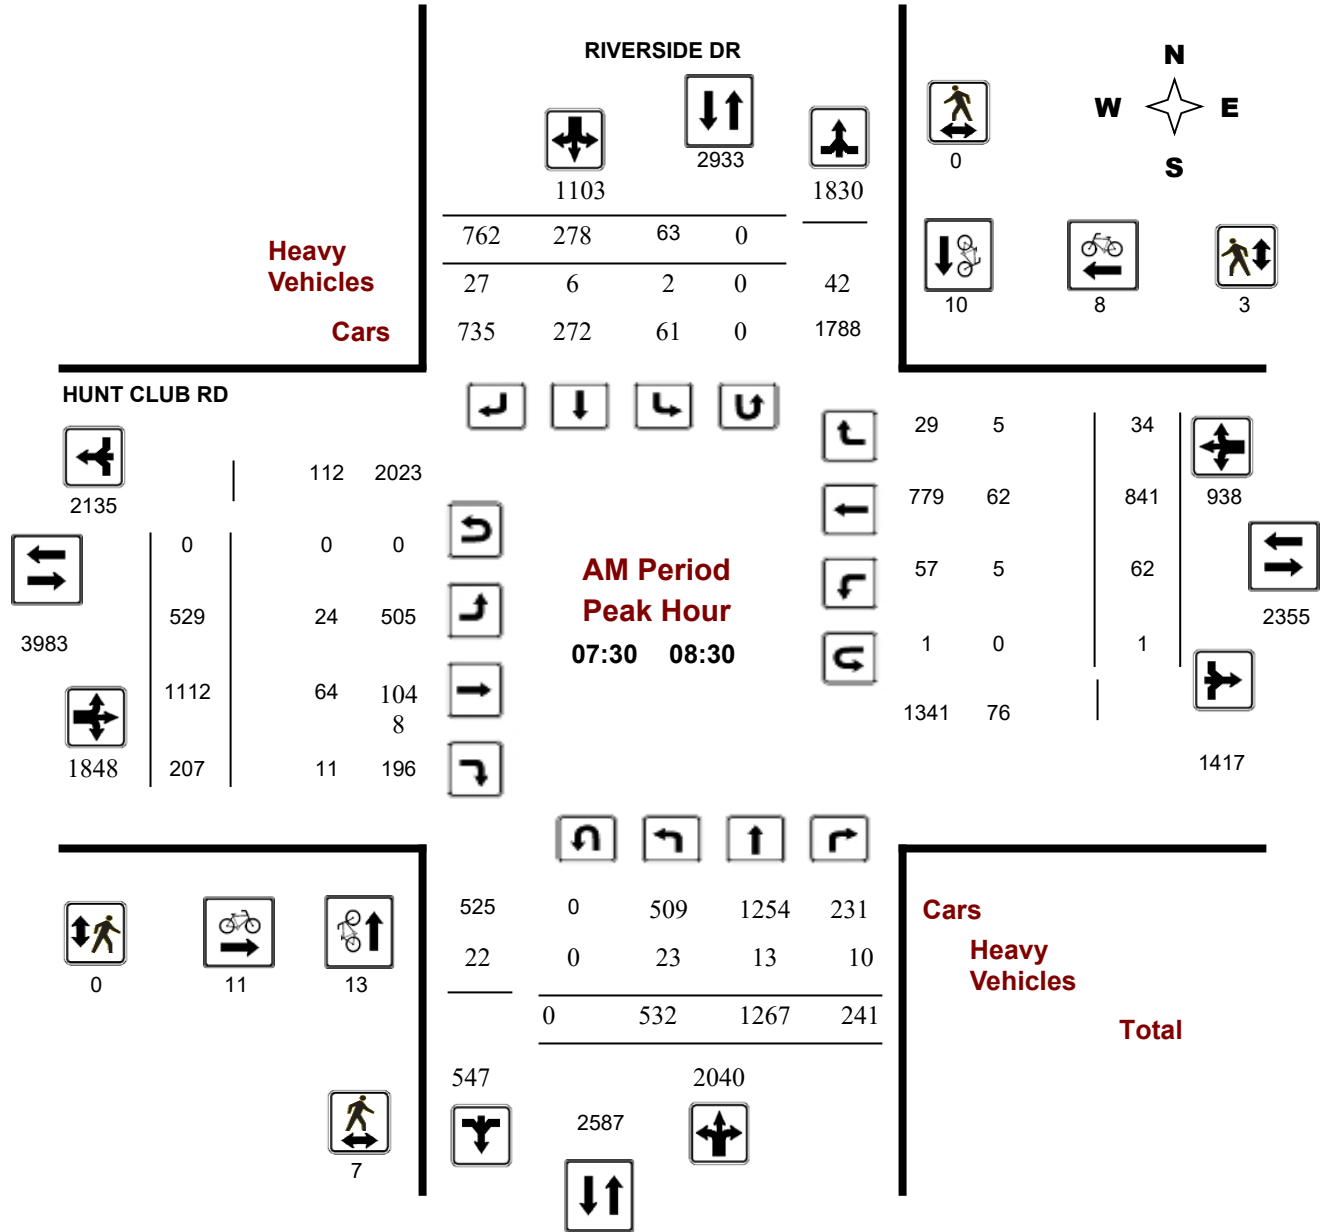 RIVERSIDE DR
N
W E
S
2933
0
1103
1830
762 278 63 0
Heavy
Vehicles
27 6 2 0 42
10 8 3
Cars
735 272 61 0 1788
HUNT CLUB RD
29 5 34
112 2023
2135
779 62 841 938
0 0 0
AM Period
Peak Hour
57 5 62
529 24 505
2355
3983
07:30 08:30
1 0 1
1112 64 104
8
1341 76
1848 207 11 196
1417
525 0 509 1254 231
Cars
22 0 23 13 10
Heavy
Vehicles
0 11 13
0 532 1267 241
Total
547 2040
2587
7